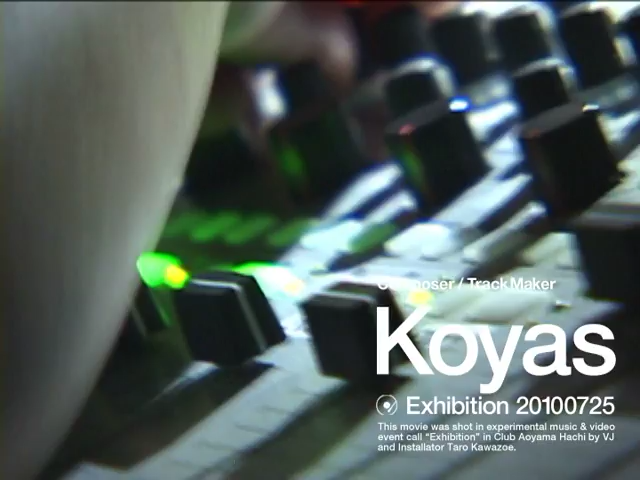 Composer / Track Maker
Koyas
Exhibition 20100725
This movie was shot in experimental music & video
event call "Exhibition" in Club Aoyama Hachi by VJ
and Installator Taro Kawazoe.